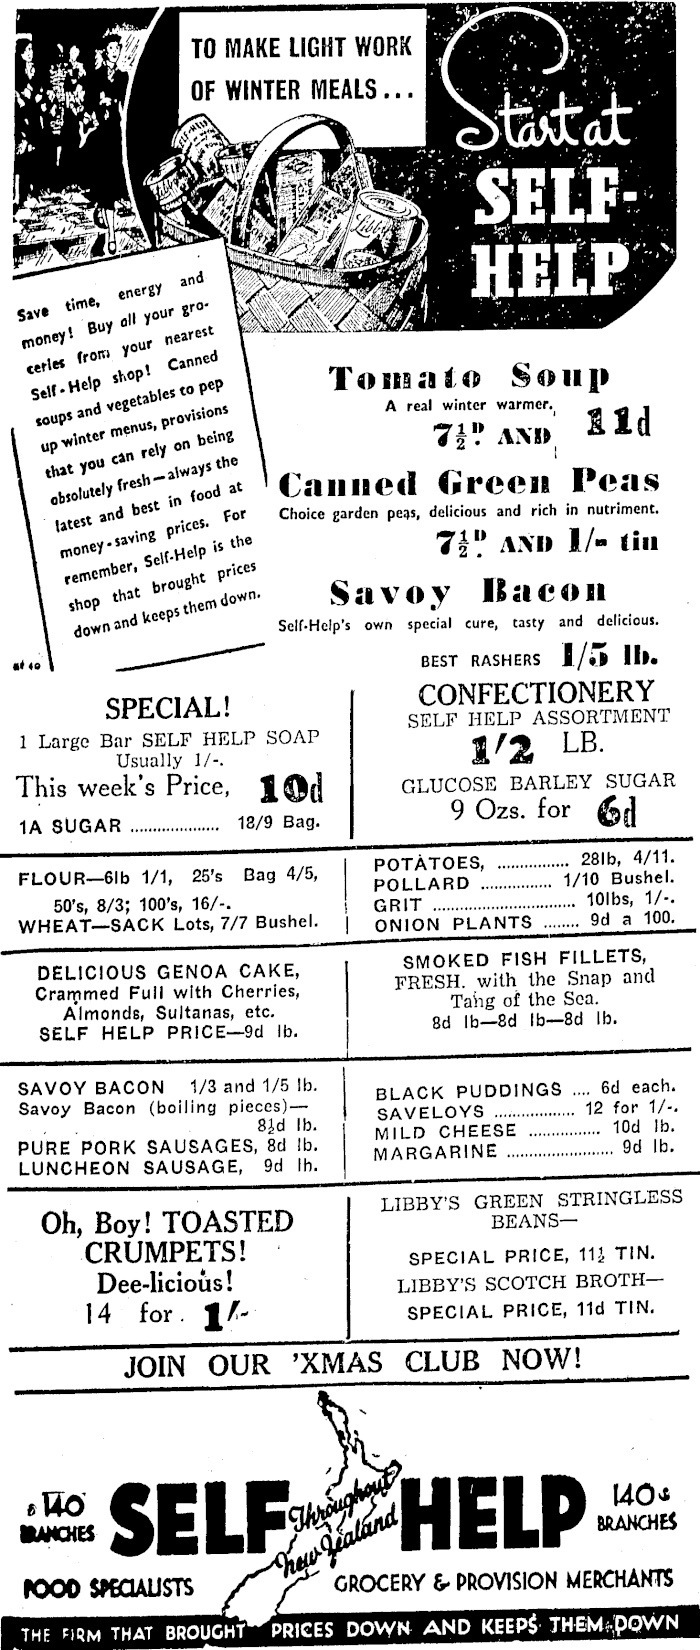 TO MAKE LIGHT WORK
OF WINTER MEALS...
Start at
SELF-
HELP
Save time, energy and
money! Buy all your gro-
ceries from your nearest
Self-Help shop! Canned
soups and vegetables to pep
up winter menus, provisions
that you can rely on being
absolutely fresh—always the
latest and best in food at
money-saving prices. For
remember, Self-Help is the
shop that brought prices
down and keeps them down.
Libby's
Tomato Soup
A real winter warmer.
7½D. AND 11d
Canned Green Peas
Choice garden peas, delicious and rich in nutriment.
7½D. AND 1/- tin
Savoy Bacon
Self-Help's own special cure, tasty and delicious.
BEST RASHERS 1/5 lb.
SPECIAL!
1 Large Bar SELF HELP SOAP
Usually 1/-.
This week's Price, 10d
1A SUGAR .................... 18/9 Bag.
CONFECTIONERY
SELF HELP ASSORTMENT
1'2 LB.
GLUCOSE BARLEY SUGAR
9 Ozs. for 6d
FLOUR—6lb 1/1, 25's Bag 4/5,
50's, 8/3; 100's, 16/-.
WHEAT—SACK Lots, 7/7 Bushel.
POTATOES, ................ 28lb, 4/11.
POLLARD ................ 1/10 Bushel.
GRIT ................................ 10lbs, 1/-.
ONION PLANTS ........ 9d a 100.
DELICIOUS GENOA CAKE,
Crammed Full with Cherries,
Almonds, Sultanas, etc.
SELF HELP PRICE—9d lb.
SMOKED FISH FILLETS,
FRESH. with the Snap and
Tang of the Sea.
8d lb—8d lb—8d lb.
SAVOY BACON 1/3 and 1/5 lb.
Savoy Bacon (boiling pieces)—
8½d lb.
PURE PORK SAUSAGES, 8d lb.
LUNCHEON SAUSAGE, 9d lb.
BLACK PUDDINGS .... 6d each.
SAVELOYS .................. 12 for 1/-.
MILD CHEESE ................ 10d lb.
MARGARINE ........................ 9d lb.
Oh, Boy! TOASTED
CRUMPETS!
Dee-licious!
14 for. 1/-
LIBBY'S GREEN STRINGLESS
BEANS—
SPECIAL PRICE, 11½ TIN.
LIBBY'S SCOTCH BROTH—
SPECIAL PRICE, 11d TIN.
JOIN OUR 'XMAS CLUB NOW!
140
BRANCHES
SELF HELP
Throughout
New Zealand
140
BRANCHES
FOOD SPECIALISTS
GROCERY & PROVISION MERCHANTS
THE FIRM THAT BROUGHT PRICES DOWN AND KEEPS THEM DOWN